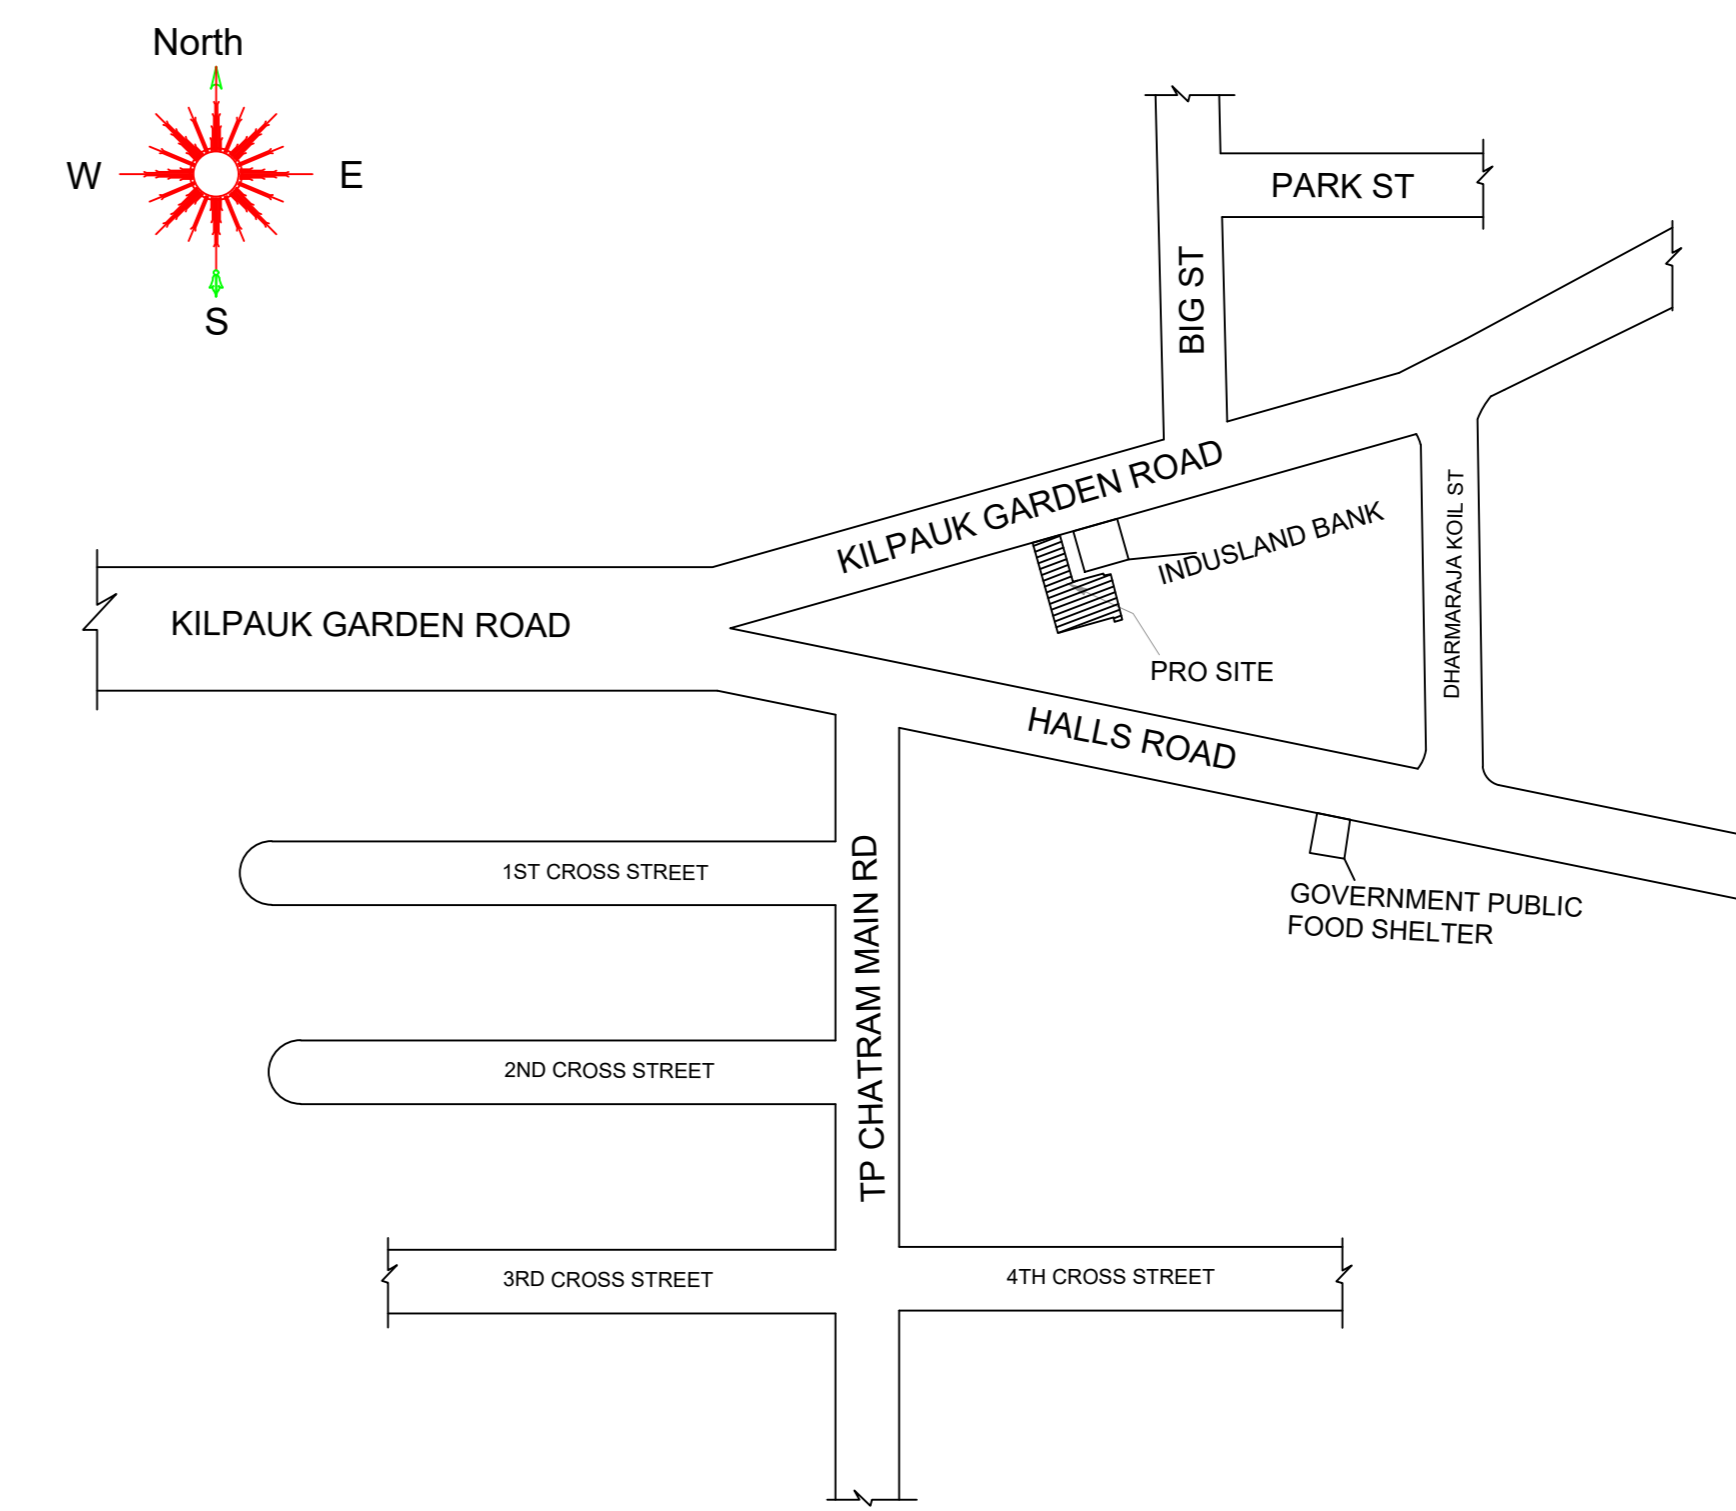 North
W
E
S
PARK ST
BIG ST
KILPAUK GARDEN ROAD
INDUSLAND BANK
DHARMARAJA KOIL ST
KILPAUK GARDEN ROAD
PRO SITE
HALLS ROAD
1ST CROSS STREET
TP CHATRAM MAIN RD
GOVERNMENT PUBLIC
FOOD SHELTER
2ND CROSS STREET
3RD CROSS STREET
4TH CROSS STREET